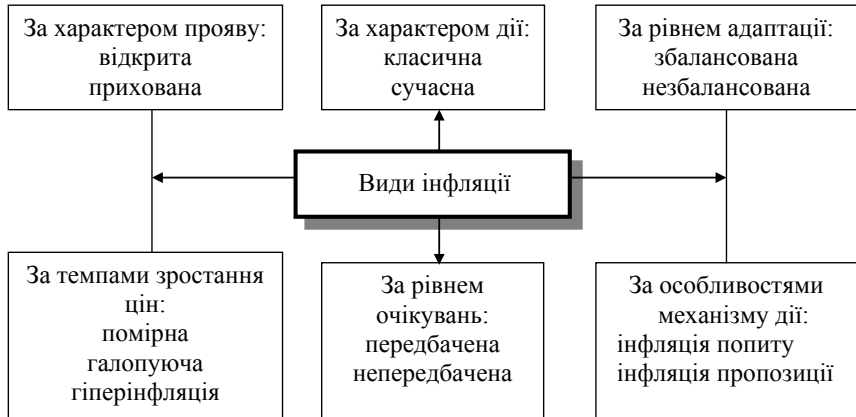 За характером прояву:
відкрита
прихована
За характером дії:
класична
сучасна
За рівнем адаптації:
збалансована
незбалансована
Види інфляції
За темпами зростання
цін:
помірна
галопуюча
гіперінфляція
За рівнем
очікувань:
передбачена
непередбачена
За особливостями
механізму дії:
інфляція попиту
інфляція пропозиції